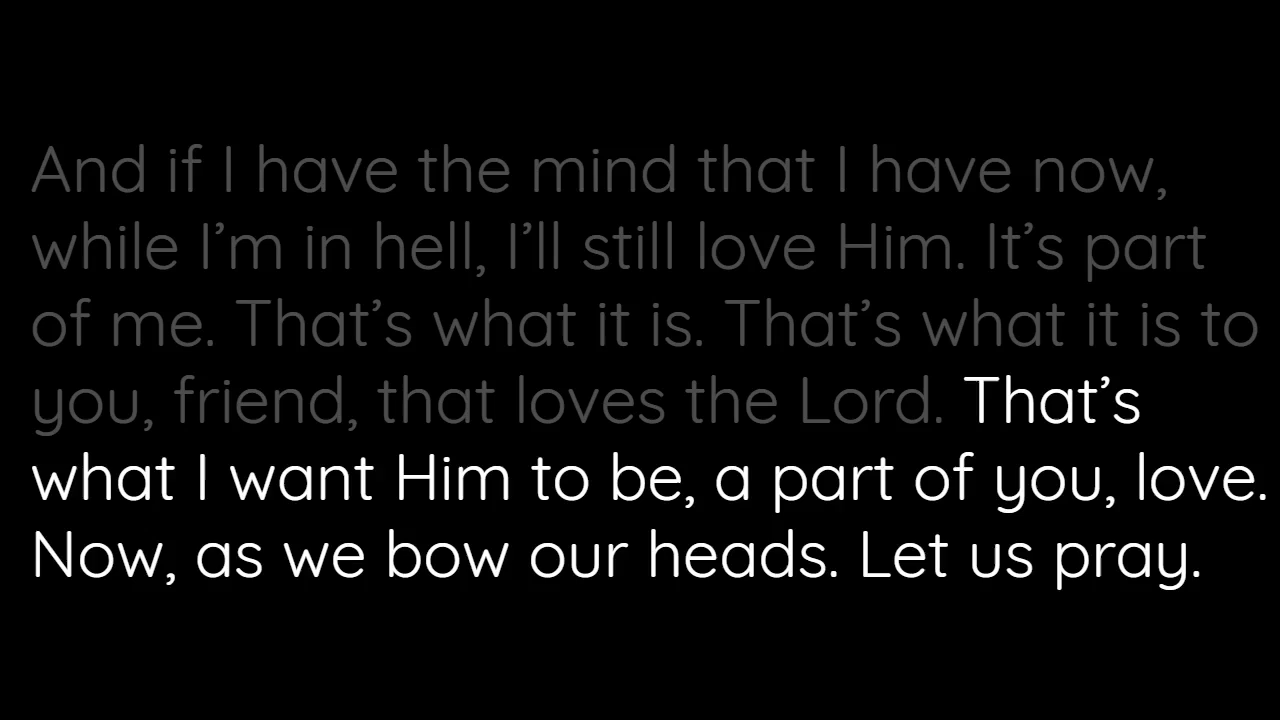 And if I have the mind that I have now,
while I’m in hell, I’ll still love Him. It’s part
of me. That’s what it is. That’s what it is to
you, friend, that loves the Lord. That’s
what I want Him to be, a part of you, love.
Now, as we bow our heads. Let us pray.